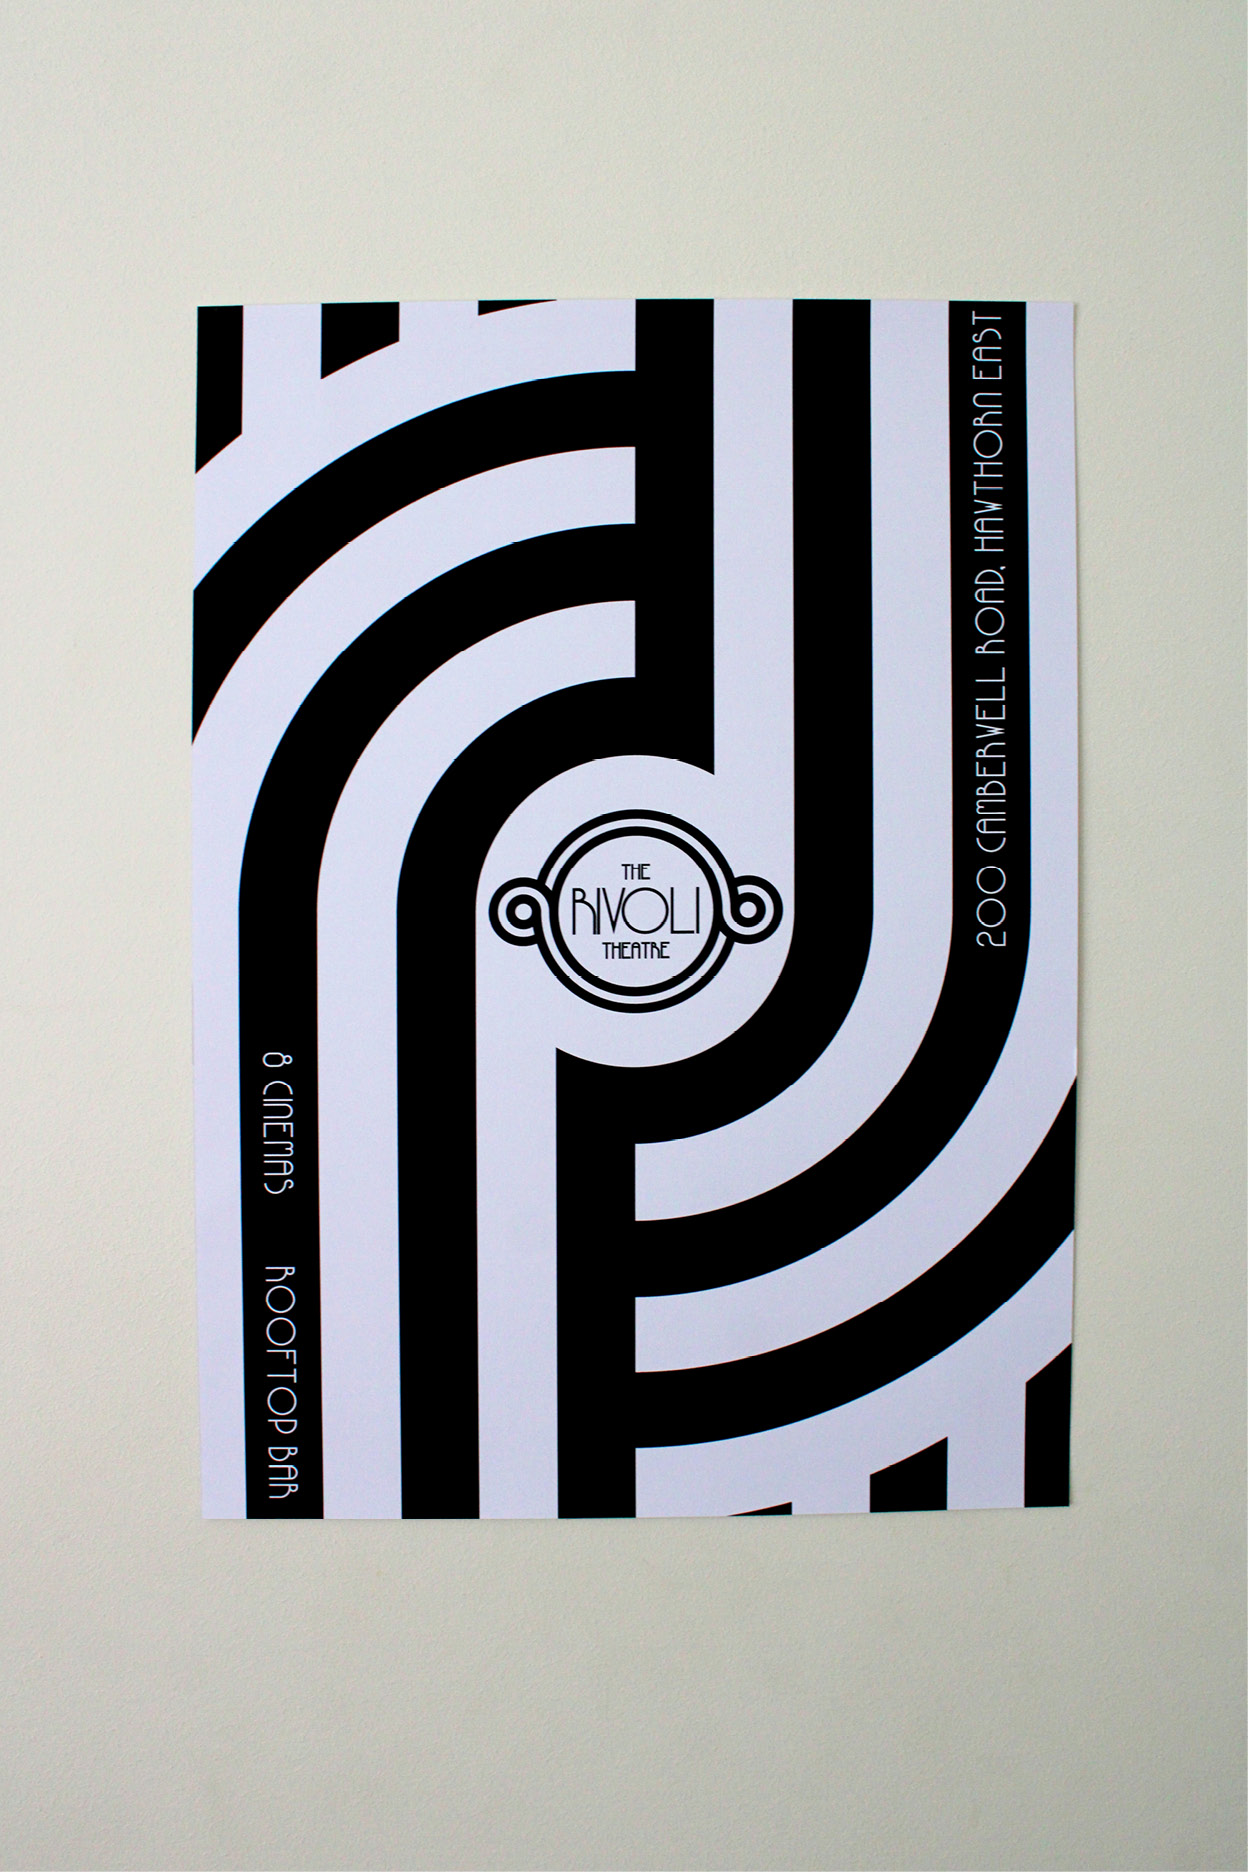 THE
RIVOLI
THEATRE
200 CAMBERWELL ROAD, HAWTHORN EAST
8 CINEMAS ROOFTOP BAR